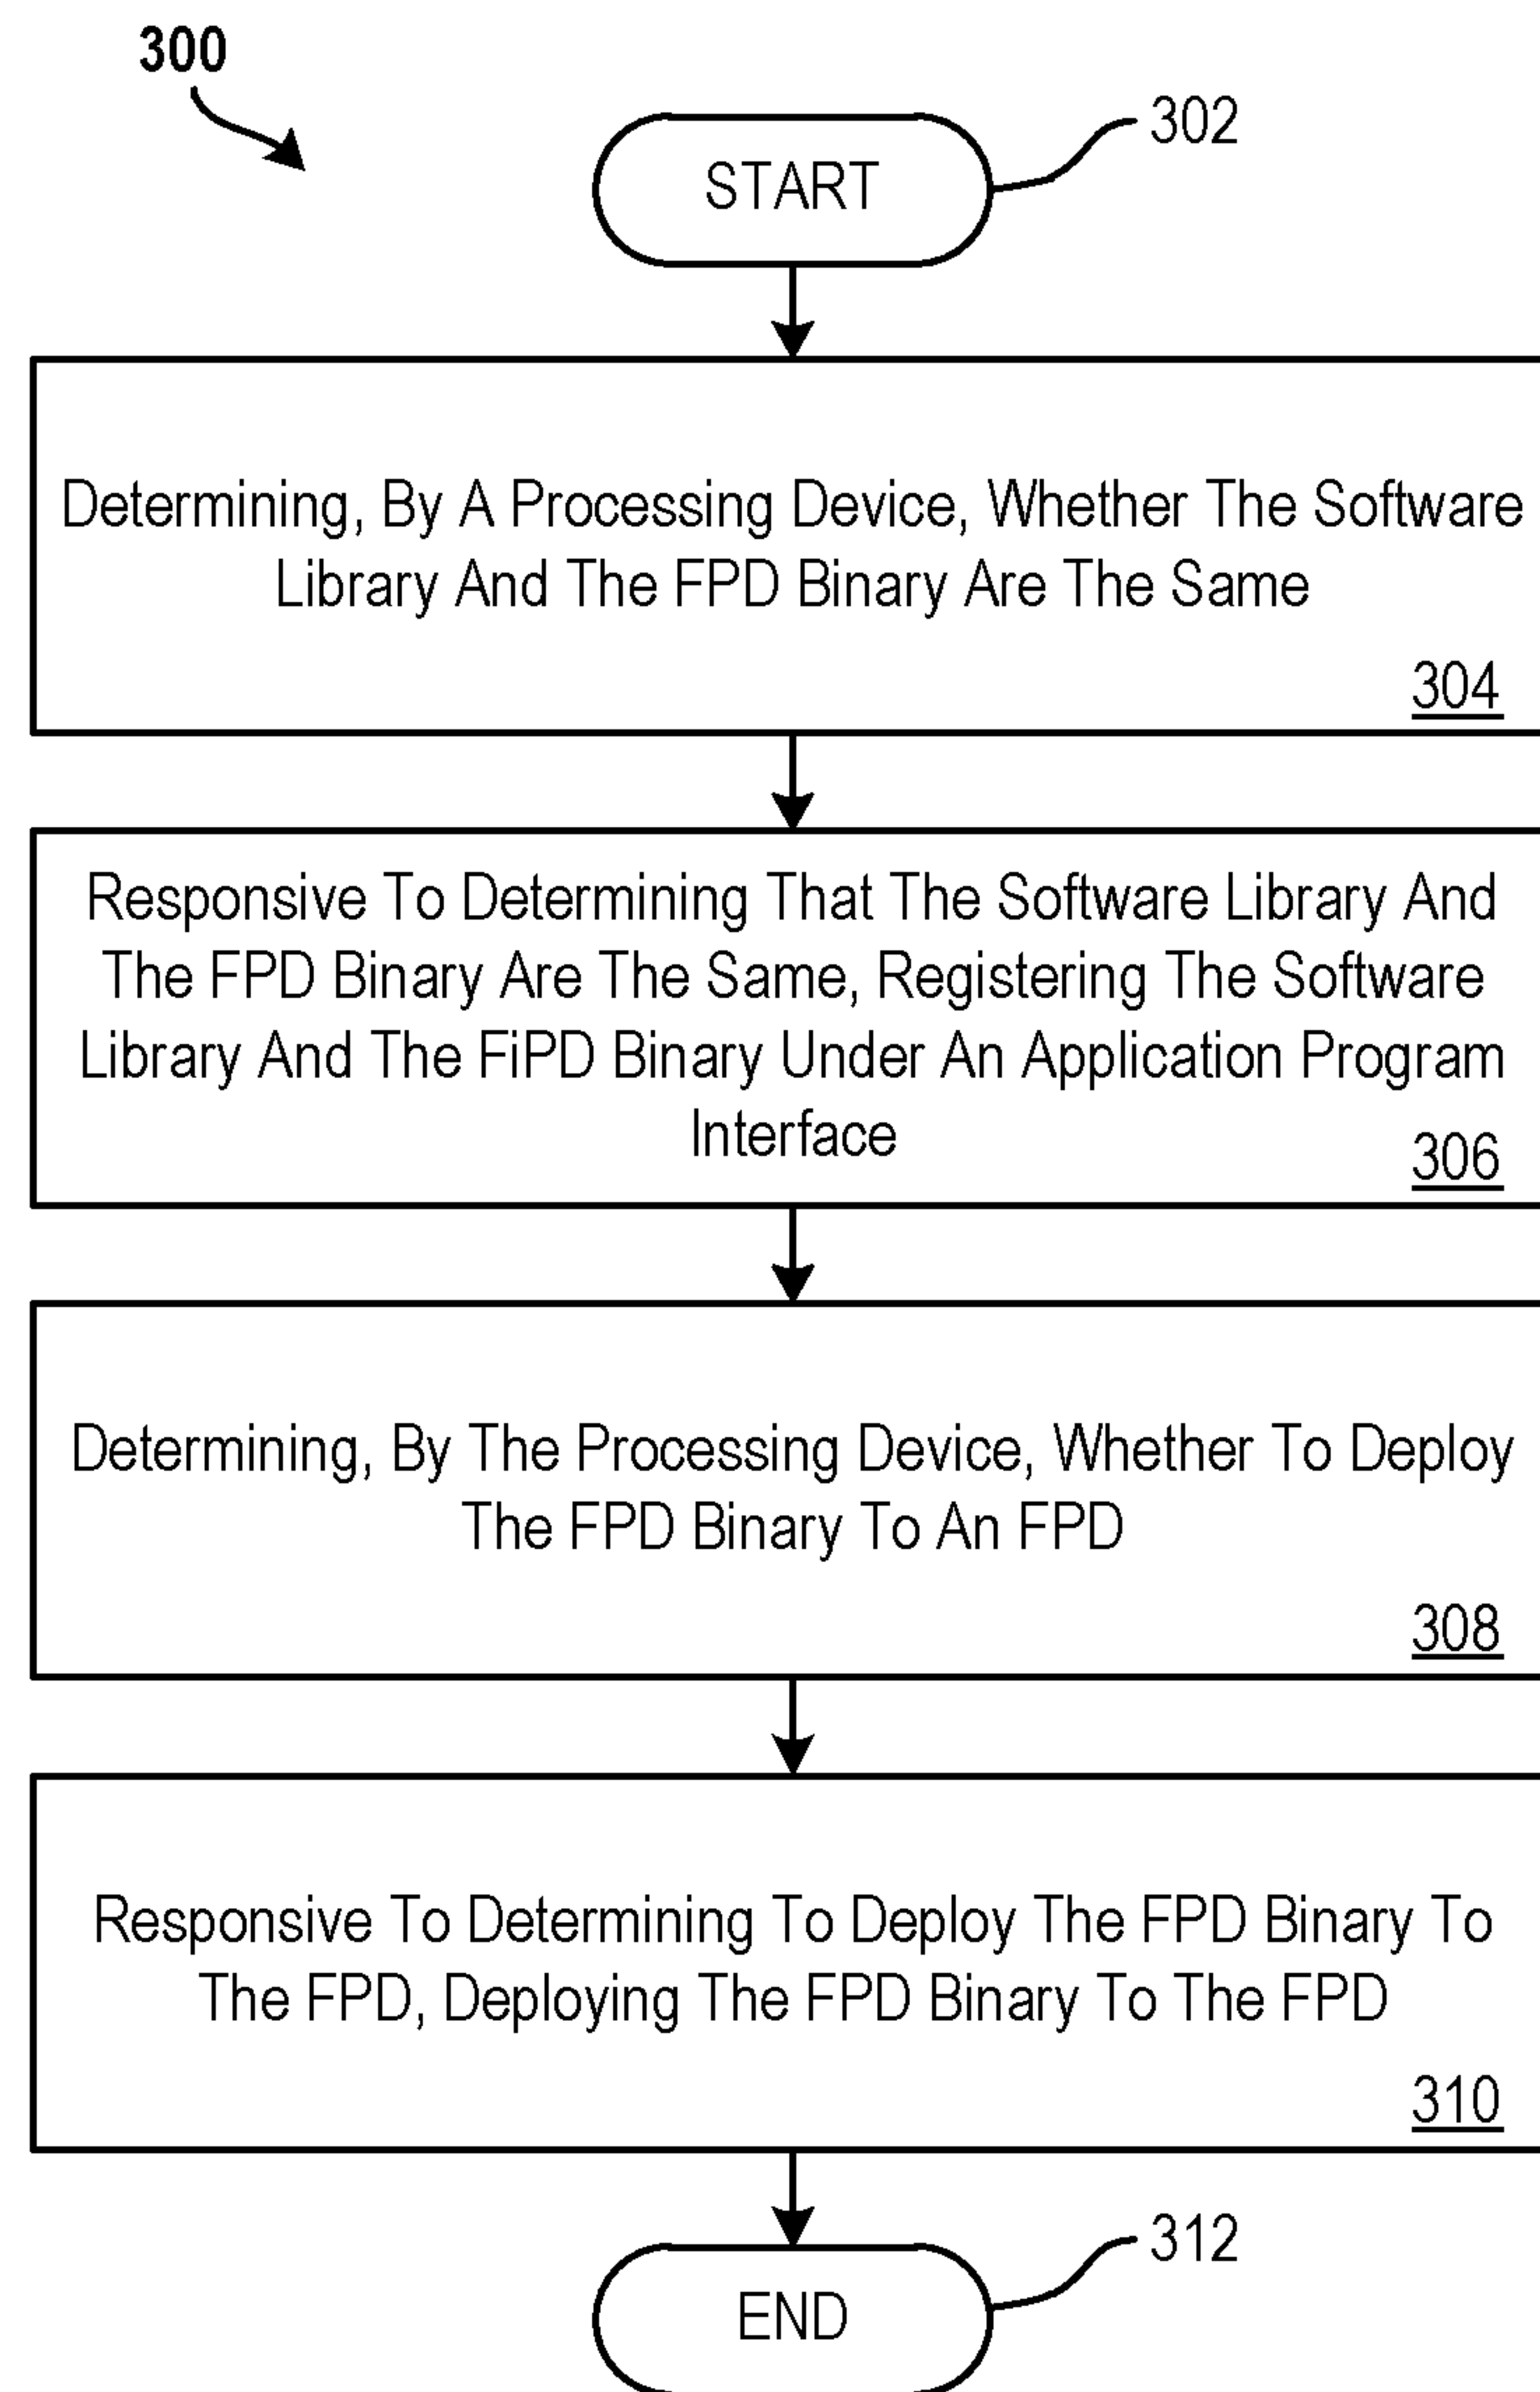 300
START
302
Determining, By A Processing Device, Whether The Software
Library And The FPD Binary Are The Same
304
Responsive To Determining That The Software Library And
The FPD Binary Are The Same, Registering The Software
Library And The FiPD Binary Under An Application Program
Interface
306
Determining, By The Processing Device, Whether To Deploy
The FPD Binary To An FPD
308
Responsive To Determining To Deploy The FPD Binary To
The FPD, Deploying The FPD Binary To The FPD
310
312
END